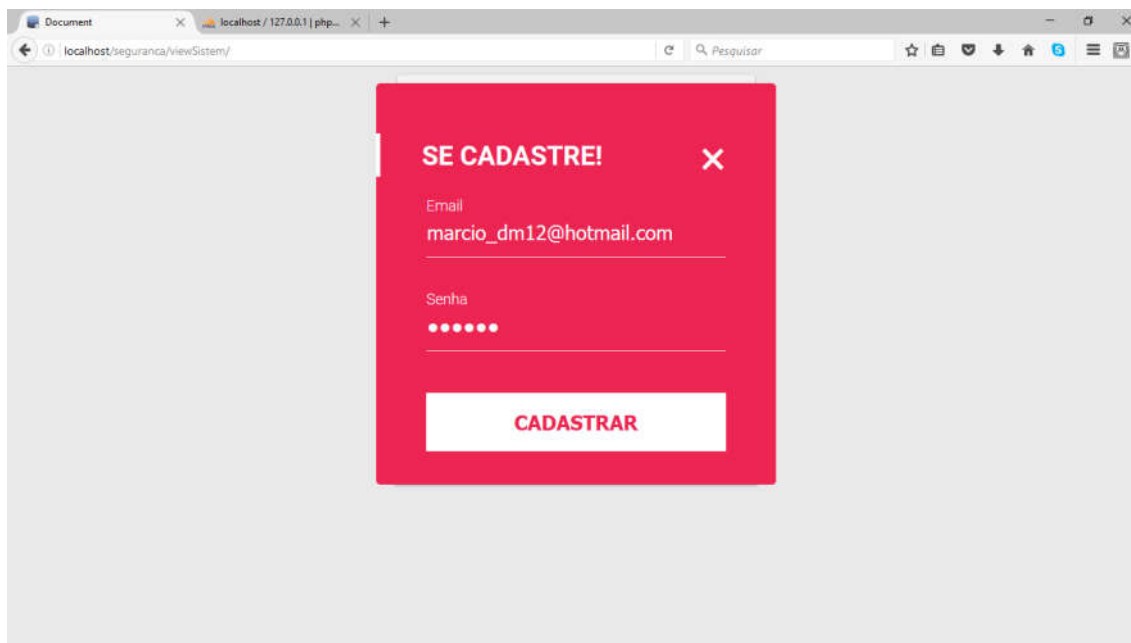 Document
localhost / 127.0.0.1 | php...
localhost/seguranca/viewSistem/
Pesquisar
SE CADASTRE!
Email
marcio_dm12@hotmail.com
Senha
••••••
CADASTRAR